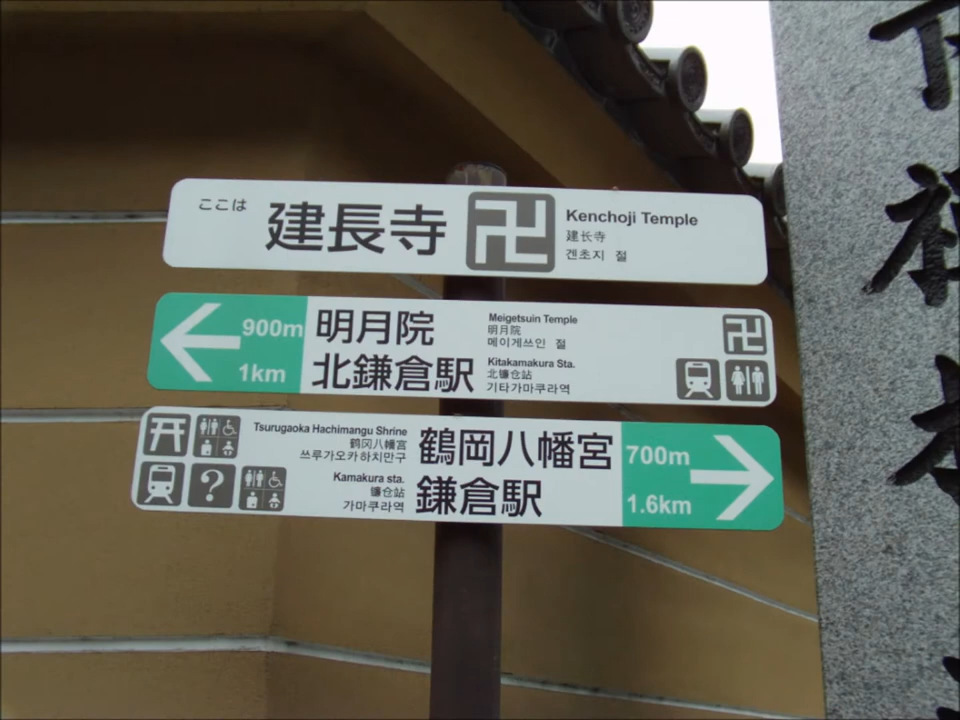 ここは 建長寺 卍 Kenchoji Temple
建长寺
겐초지 절
900m 明月院 Meigetsuin Temple
明月院
메이게쓰인 절
卍
1km 北鎌倉駅 Kitakamakura Sta.
北镰仓站
기타가마쿠라역
Tsurugaoka Hachimangu Shrine 鶴岡八幡宮 700m
鹤冈八幡宫
쓰루가오카하치만구
? Kamakura sta. 鎌倉駅 1.6km
镰仓站
가마쿠라역